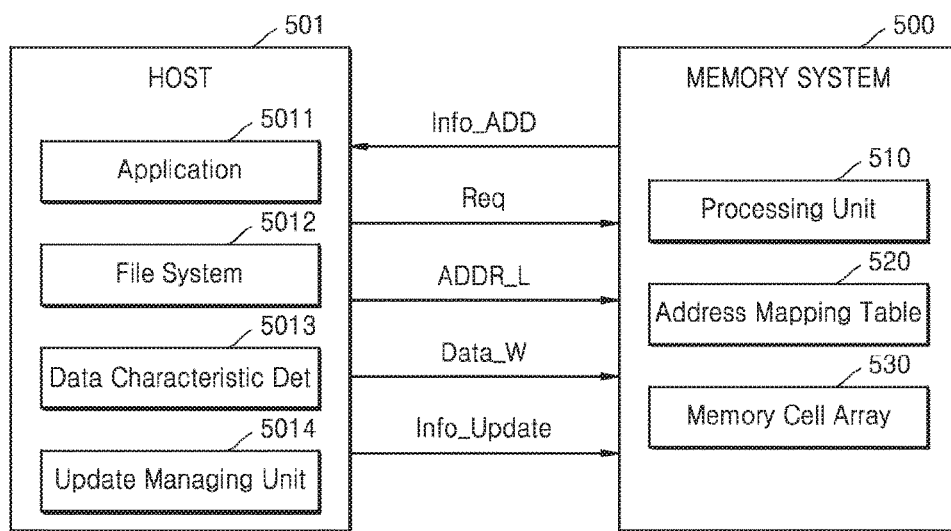 501
500
HOST
MEMORY SYSTEM
Info_ADD
5011
Application
510
Processing Unit
Req
5012
File System
520
Address Mapping Table
ADDR_L
5013
Data Characteristic Det
Data_W
530
Memory Cell Array
Info_Update
5014
Update Managing Unit